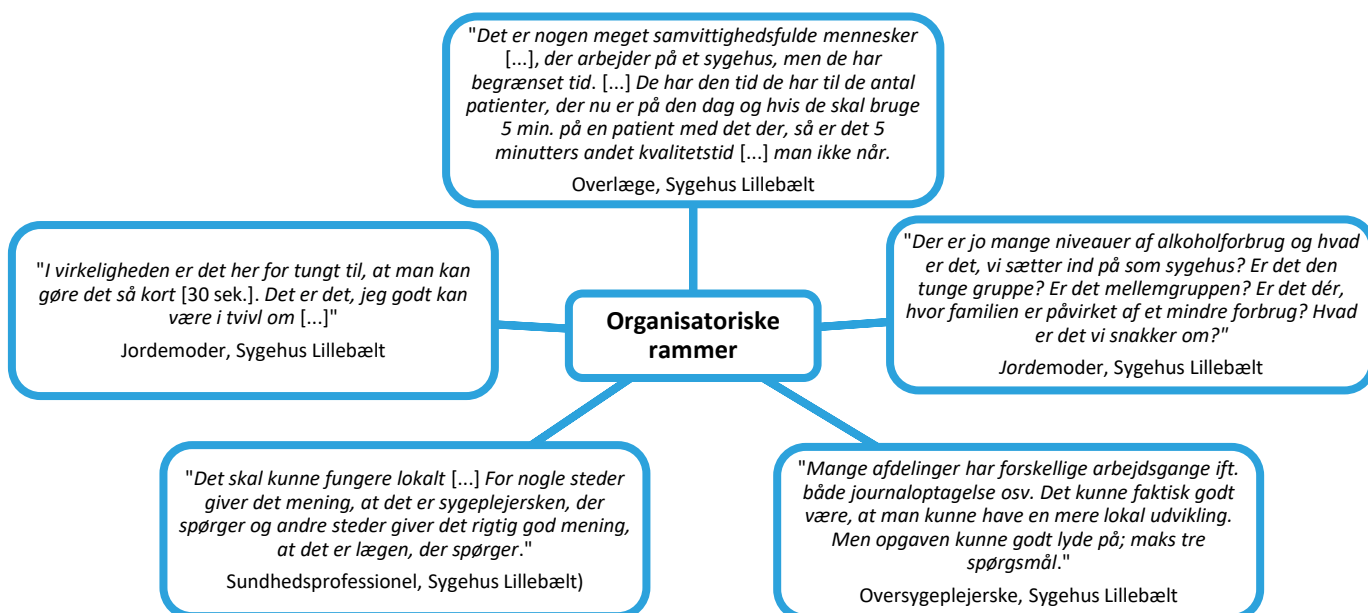 "Det er nogen meget samvittighedsfulde mennesker
[...], der arbejder på et sygehus, men de har
begrænset tid. [...] De har den tid de har til de antal
patienter, der nu er på den dag og hvis de skal bruge
5 min. på en patient med det der, så er det 5
minutters andet kvalitetstid [...] man ikke når.
Overlæge, Sygehus Lillebælt
"I virkeligheden er det her for tungt til, at man kan
gøre det så kort [30 sek.]. Det er det, jeg godt kan
være i tvivl om [...]"
Jordemoder, Sygehus Lillebælt
Organisatoriske
rammer
"Der er jo mange niveauer af alkoholforbrug og hvad
er det, vi sætter ind på som sygehus? Er det den
tunge gruppe? Er det mellemgruppen? Er det dér,
hvor familien er påvirket af et mindre forbrug? Hvad
er det vi snakker om?"
Jordemoder, Sygehus Lillebælt
"Det skal kunne fungere lokalt [...] For nogle steder
giver det mening, at det er sygeplejersken, der
spørger og andre steder giver det rigtig god mening,
at det er lægen, der spørger."
Sundhedsprofessionel, Sygehus Lillebælt)
"Mange afdelinger har forskellige arbejdsgange ift.
både journaloptagelse osv. Det kunne faktisk godt
være, at man kunne have en mere lokal udvikling.
Men opgaven kunne godt lyde på; maks tre
spørgsmål."
Oversygeplejerske, Sygehus Lillebælt